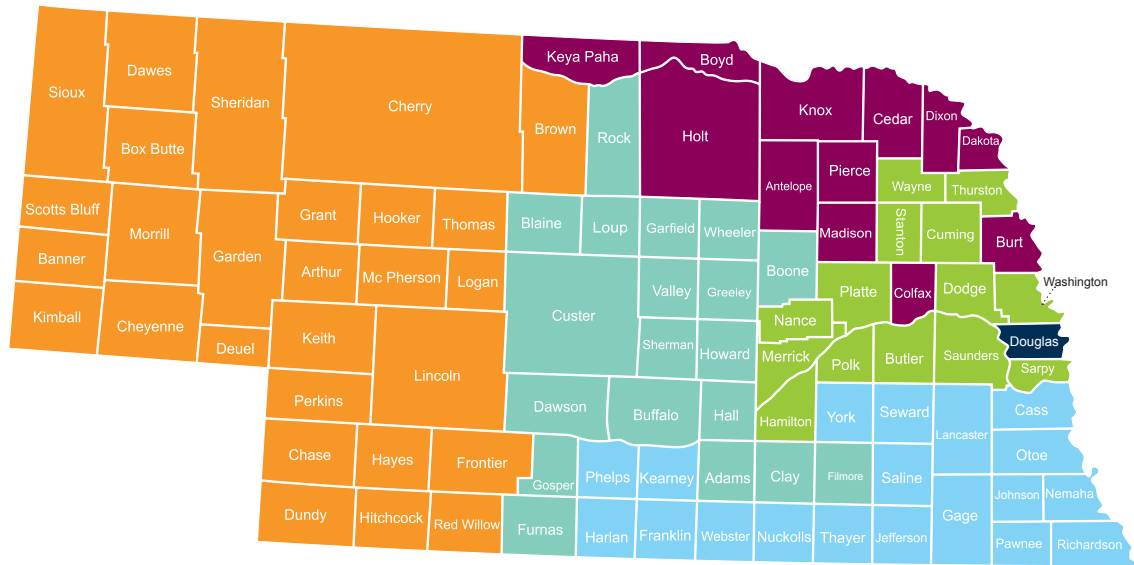 Keya Paha
Boyd
Dawes
Sioux
Sheridan
Cherry
Knox
Cedar
Dixon
Brown
Rock
Holt
Dakota
Box Butte
Pierce
Antelope
Wayne
Thurston
Scotts Bluff
Grant
Hooker
Thomas
Blaine
Loup
Garfield
Wheeler
Madison
Stanton
Cuming
Burt
Morrill
Banner
Garden
Arthur
Mc Pherson
Logan
Boone
Washington
Valley
Greeley
Platte
Colfax
Dodge
Kimball
Cheyenne
Custer
Nance
Keith
Deuel
Sherman
Howard
Merrick
Douglas
Lincoln
Polk
Butler
Saunders
Sarpy
Perkins
Dawson
Buffalo
Hall
Hamilton
York
Seward
Cass
Lancaster
Chase
Hayes
Frontier
Otoe
Gosper
Phelps
Kearney
Adams
Clay
Filmore
Saline
Johnson
Nemaha
Dundy
Hitchcock
Red Willow
Furnas
Harlan
Franklin
Webster
Nuckolls
Thayer
Jefferson
Gage
Pawnee
Richardson